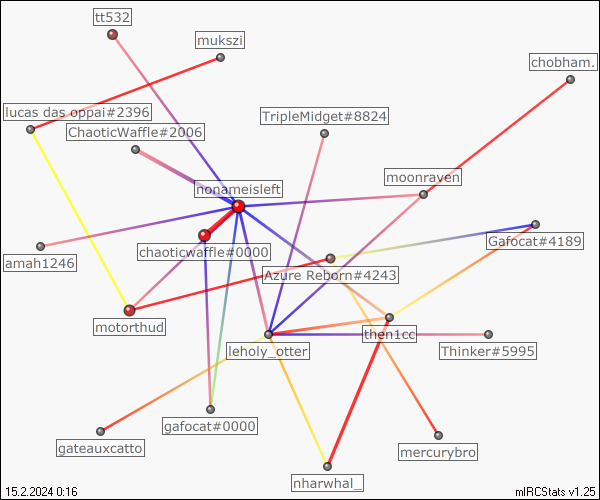 tt532
mukszi
chobham.
lucas das oppai#2396
TripleMidget#8824
ChaoticWaffle#2006
moonraven
nonameisleft
Gafocat#4189
chaoticwaffle#0000
amah1246
Azure Reborn#4243
motorthud
then1cc
leholy_otter
Thinker#5995
gafocat#0000
gateauxcatto
mercurybro
nharwhal_
15.2.2024 0:16
mIRCStats v1.25